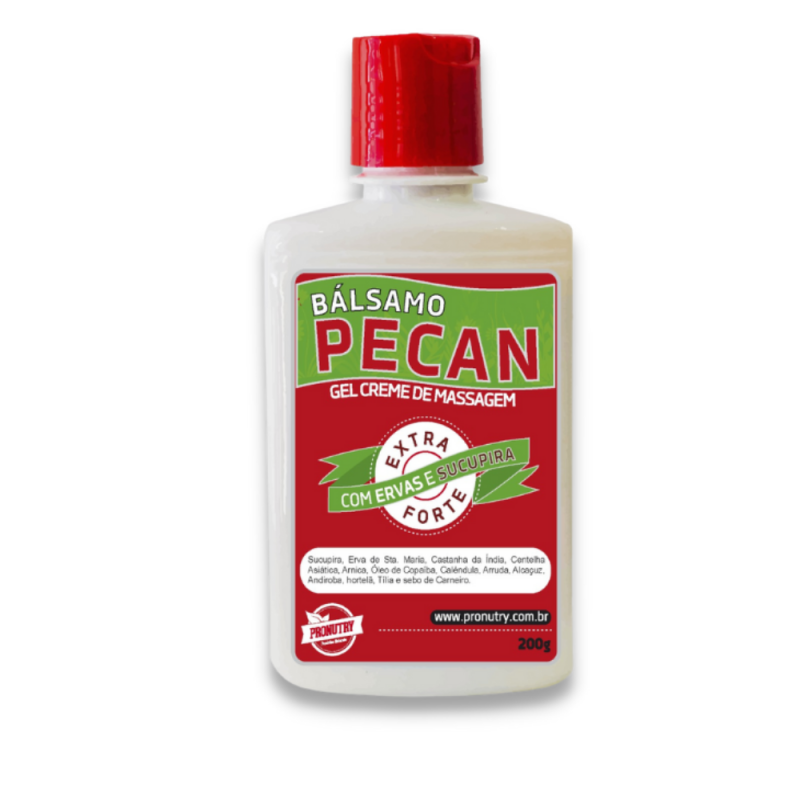 BÁLSAMO
PECAN
GEL CREME DE MASSAGEM
EXTRA
COM ERVAS E SUCUPIRA
FORTE
Sucupira, Erva de Sta. Maria, Castanha da Índia, Centelha
Asiática, Arnica, Óleo de Copaíba, Caléndula, Arruda, Alcaçuz,
Andiroba, hortelã, Tília e sebo de Carneiro.
PRONUTRY
www.pronutry.com.br
200g